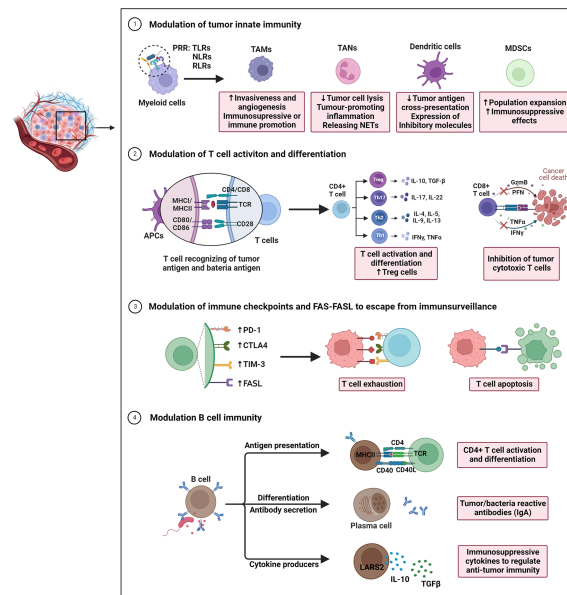 1 Modulation of tumor innate immunity
PRR: TLRs
NLRs
RLRs
Myeloid cells
TAMs
↑Invasiveness and
angiogenesis
Immunosupressive or
immune promotion
TANs
↓Tumor cell lysis
Tumour-promoting
inflammation
Releasing NETs
Dendritic cells
↓Tumor antigen
cross-presentation
Expression of
Inhibitory molecules
MDSCs
↑Population expansion
↑Immunosuppressive
effects
2 Modulation of T cell activiton and differentiation
CD4/CD8
MHCI/
MHCII
TCR
CD80/
CD86
CD28
APCs
T cells
T cell recognizing of tumor
antigen and bateria antigen
CD4+
T cell
Treg
IL-10, TGF-β
Th17
IL-17, IL-22
Th2
IL-4, IL-5,
IL-9, IL-13
Th1
IFNγ, TNFα
T cell activation and
differentiation
↑Treg cells
CD8+
T cell
GzmB
PFN
Cancer
cell death
TNFα
IFNγ
Inhibition of tumor
cytotoxic T cells
3 Modulation of immune checkpoints and FAS-FASL to escape from immunsurveillance
↑PD-1
↑CTLA4
↑TIM-3
↑FASL
T cell exhaustion
T cell apoptosis
4 Modulation B cell immunity
B cell
Antigen presentation
MHCII
CD4
TCR
CD40
CD40L
CD4+ T cell activation
and differentiation
Differentiation
Antibody secretion
Plasma cell
Tumor/bacteria reactive
antibodies (IgA)
Cytokine producers
LARS2
IL-10
TGFβ
Immunosuppressive
cytokines to regulate
anti-tumor immunity